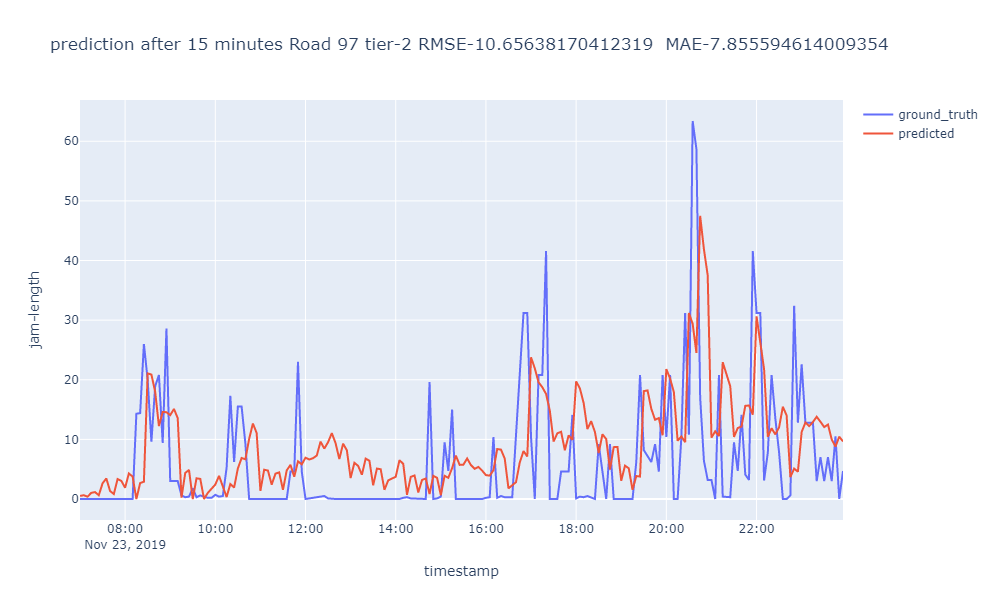 prediction after 15 minutes Road 97 tier-2 RMSE-10.65638170412319  MAE-7.855594614009354
ground_truth
predicted
60
50
40
30
20
10
0
jam-length
08:00 10:00 12:00 14:00 16:00 18:00 20:00 22:00
Nov 23, 2019
timestamp